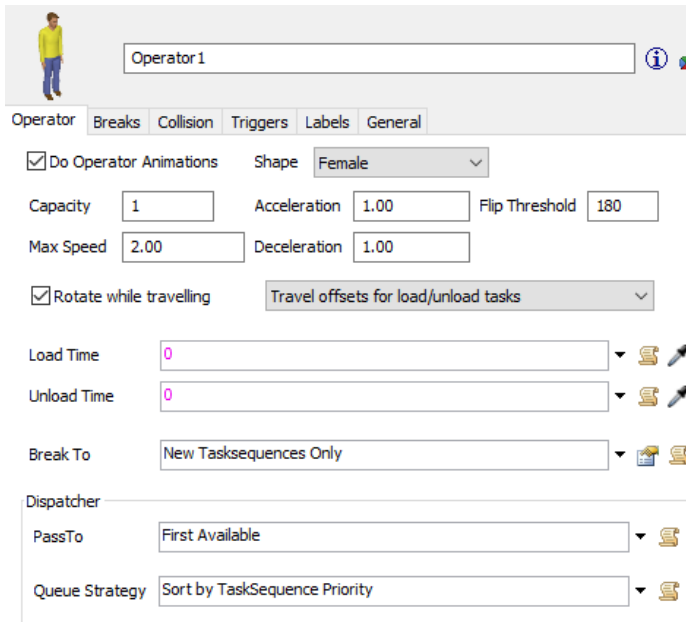 Operator1
Operator Breaks Collision Triggers Labels General
Do Operator Animations Shape Female
Capacity 1 Acceleration 1.00 Flip Threshold 180
Max Speed 2.00 Deceleration 1.00
Rotate while travelling Travel offsets for load/unload tasks
Load Time 0
Unload Time 0
Break To New Tasksequences Only
Dispatcher
PassTo First Available
Queue Strategy Sort by TaskSequence Priority